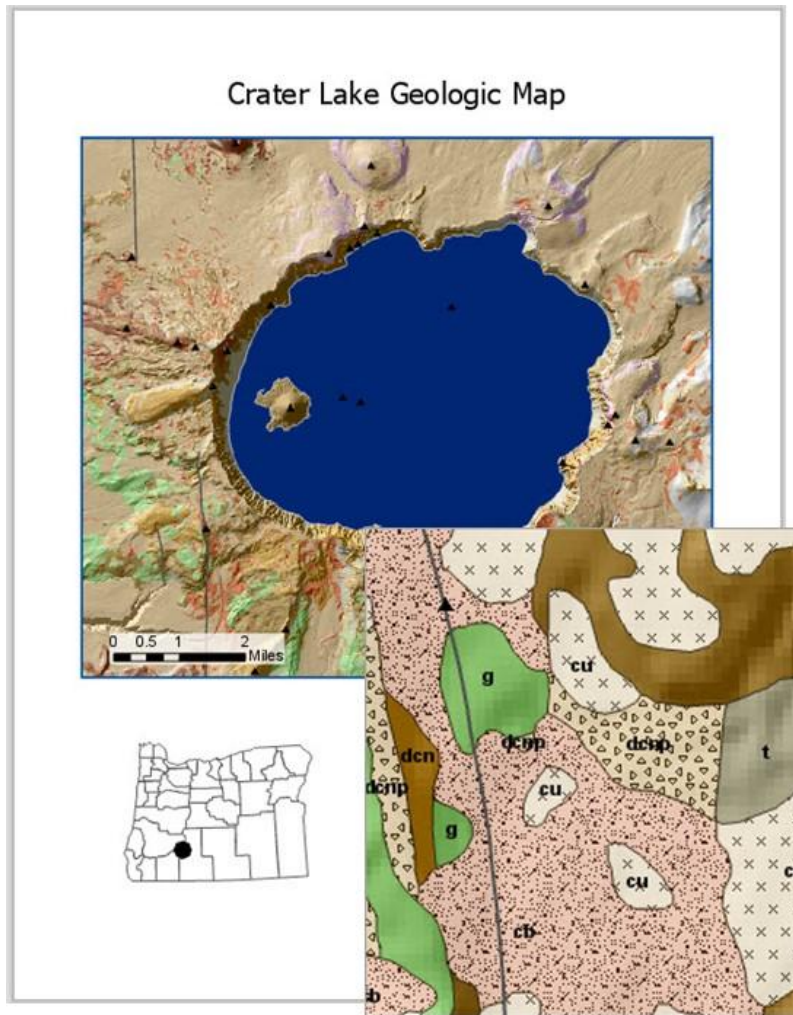 Crater Lake Geologic Map
0 0.5 1 2
Miles
cu
g
dcnp
dcnp
dcn
t
dcnp
cu
g
cu
c
cb
b